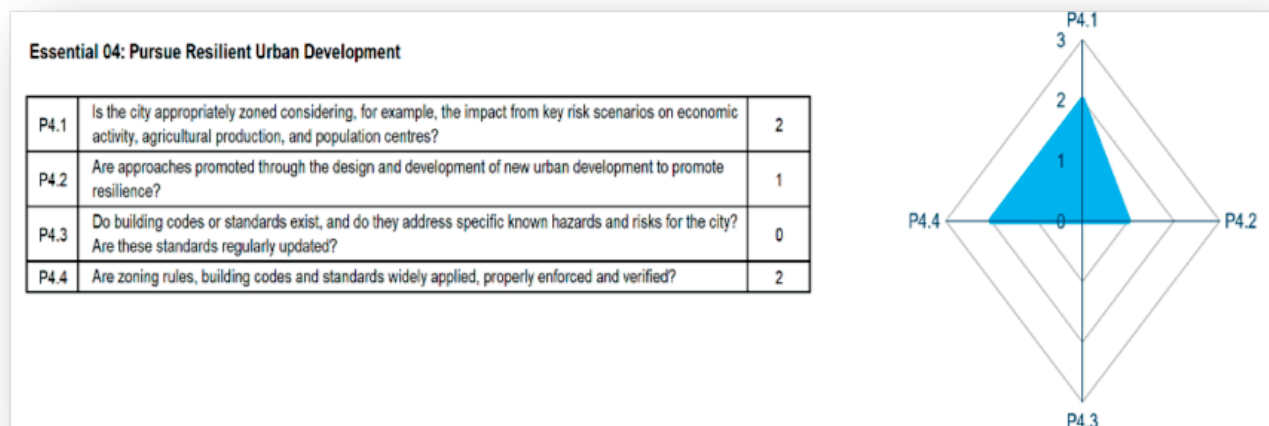 Essential 04: Pursue Resilient Urban Development
P4.1 Is the city appropriately zoned considering, for example, the impact from key risk scenarios on economic 2
activity, agricultural production, and population centres?
P4.2 Are approaches promoted through the design and development of new urban development to promote 1
resilience?
P4.3 Do building codes or standards exist, and do they address specific known hazards and risks for the city? 0
Are these standards regularly updated?
P4.4 Are zoning rules, building codes and standards widely applied, properly enforced and verified? 2
P4.1
3
2
1
P4.4 0 P4.2
P4.3